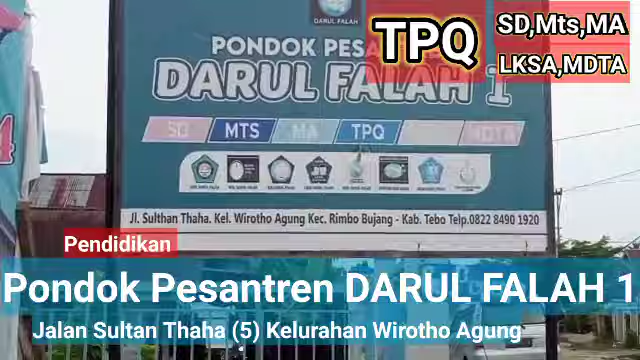 DARUL FALAH
TPQ
SD,Mts,MA
LKSA,MDTA
PONDOK PESA
DARUL FALAH 1
SD MTS MA TPQ MDTA
Jl. Sulthan Thaha. Kel. Wirotho Agung Kec. Rimbo Bujang - Kab. Tebo Telp.0822 8490 1920
Pendidikan
Pondok Pesantren DARUL FALAH 1
Jalan Sultan Thaha (5) Kelurahan Wirotho Agung